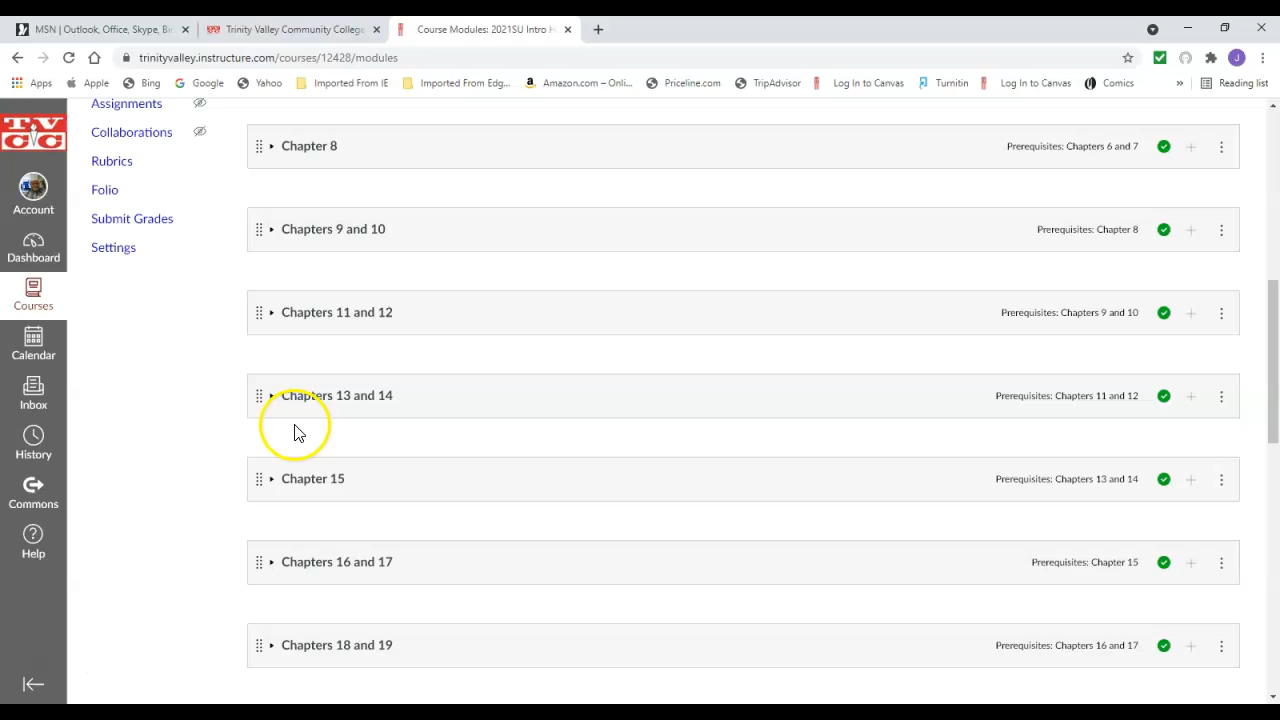 MSN | Outlook, Office, Skype, Bi
Trinity Valley Community College
Course Modules: 2021SU Intro H
trinityvalley.instructure.com/courses/12428/modules
J
Apps
Apple
Bing
Google
Yahoo
Imported From IE
Imported From Edg...
Amazon.com – Onli...
Priceline.com
TripAdvisor
Log In to Canvas
Turnitin
Log In to Canvas
Comics
»
Reading list
TVCC
Account
Dashboard
Courses
Calendar
Inbox
History
Commons
Help
Assignments
Collaborations
Rubrics
Folio
Submit Grades
Settings
Chapter 8 Prerequisites: Chapters 6 and 7
Chapters 9 and 10 Prerequisites: Chapter 8
Chapters 11 and 12 Prerequisites: Chapters 9 and 10
Chapters 13 and 14 Prerequisites: Chapters 11 and 12
Chapter 15 Prerequisites: Chapters 13 and 14
Chapters 16 and 17 Prerequisites: Chapter 15
Chapters 18 and 19 Prerequisites: Chapters 16 and 17